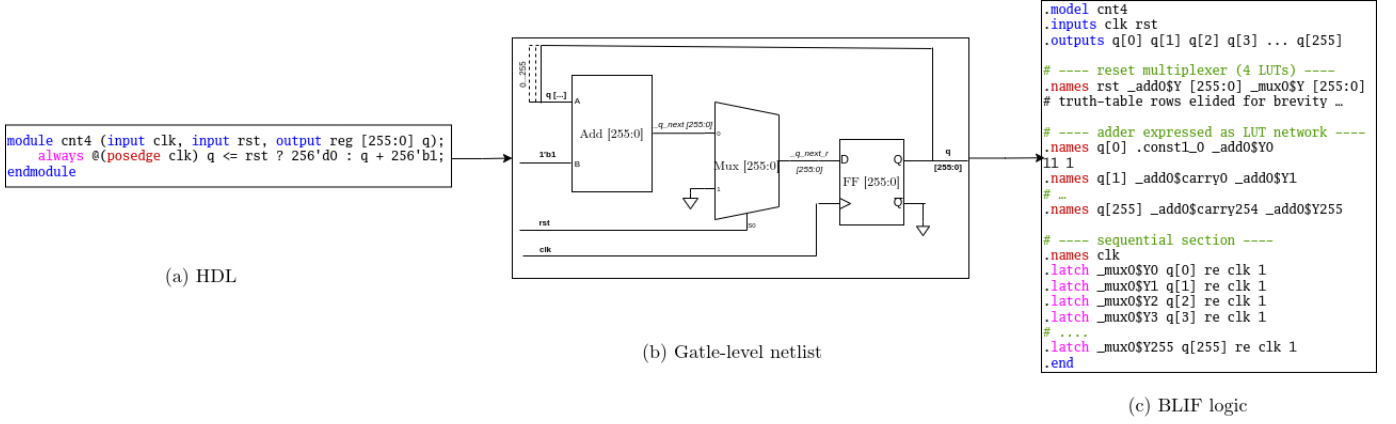 module cnt4 (input clk, input rst, output reg [255:0] q);
always @(posedge clk) q <= rst ? 256'd0 : q + 256'b1;
endmodule
(a) HDL
0...255
q [...]
A
Add [255:0]
1'b1
B
_q_next [255:0]
0
Mux [255:0]
1
S0
rst
clk
_q_next_r
[255:0]
D
Q
FF [255:0]
Q
q
[255:0]
(b) Gatle-level netlist
.model cnt4
.inputs clk rst
.outputs q[0] q[1] q[2] q[3] ... q[255]
# ---- reset multiplexer (4 LUTs) ----
.names rst _add0$Y [255:0] _mux0$Y [255:0]
# truth-table rows elided for brevity …
# ---- adder expressed as LUT network ----
.names q[0] .const1_0 _add0$Y0
11 1
.names q[1] _add0$carry0 _add0$Y1
# …
.names q[255] _add0$carry254 _add0$Y255
# ---- sequential section ----
.names clk
.latch _mux0$Y0 q[0] re clk 1
.latch _mux0$Y1 q[1] re clk 1
.latch _mux0$Y2 q[2] re clk 1
.latch _mux0$Y3 q[3] re clk 1
# ....
.latch _mux0$Y255 q[255] re clk 1
.end
(c) BLIF logic